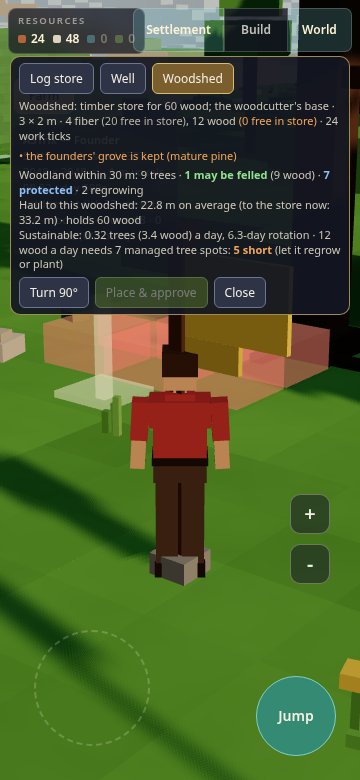 RESOURCES
24 48 0 0
Settlement Build World
Log store Well Woodshed
Woodshed: timber store for 60 wood; the woodcutter's base ·
3 × 2 m · 4 fiber (20 free in store), 12 wood (0 free in store) · 24
work ticks
• the founders' grove is kept (mature pine)
Woodland within 30 m: 9 trees · 1 may be felled (9 wood) · 7
protected · 2 regrowing
Haul to this woodshed: 22.8 m on average (to the store now:
33.2 m) · holds 60 wood
Sustainable: 0.32 trees (3.4 wood) a day, 6.3-day rotation · 12
wood a day needs 7 managed tree spots: 5 short (let it regrow
or plant)
Turn 90° Place & approve Close
+
-
Jump